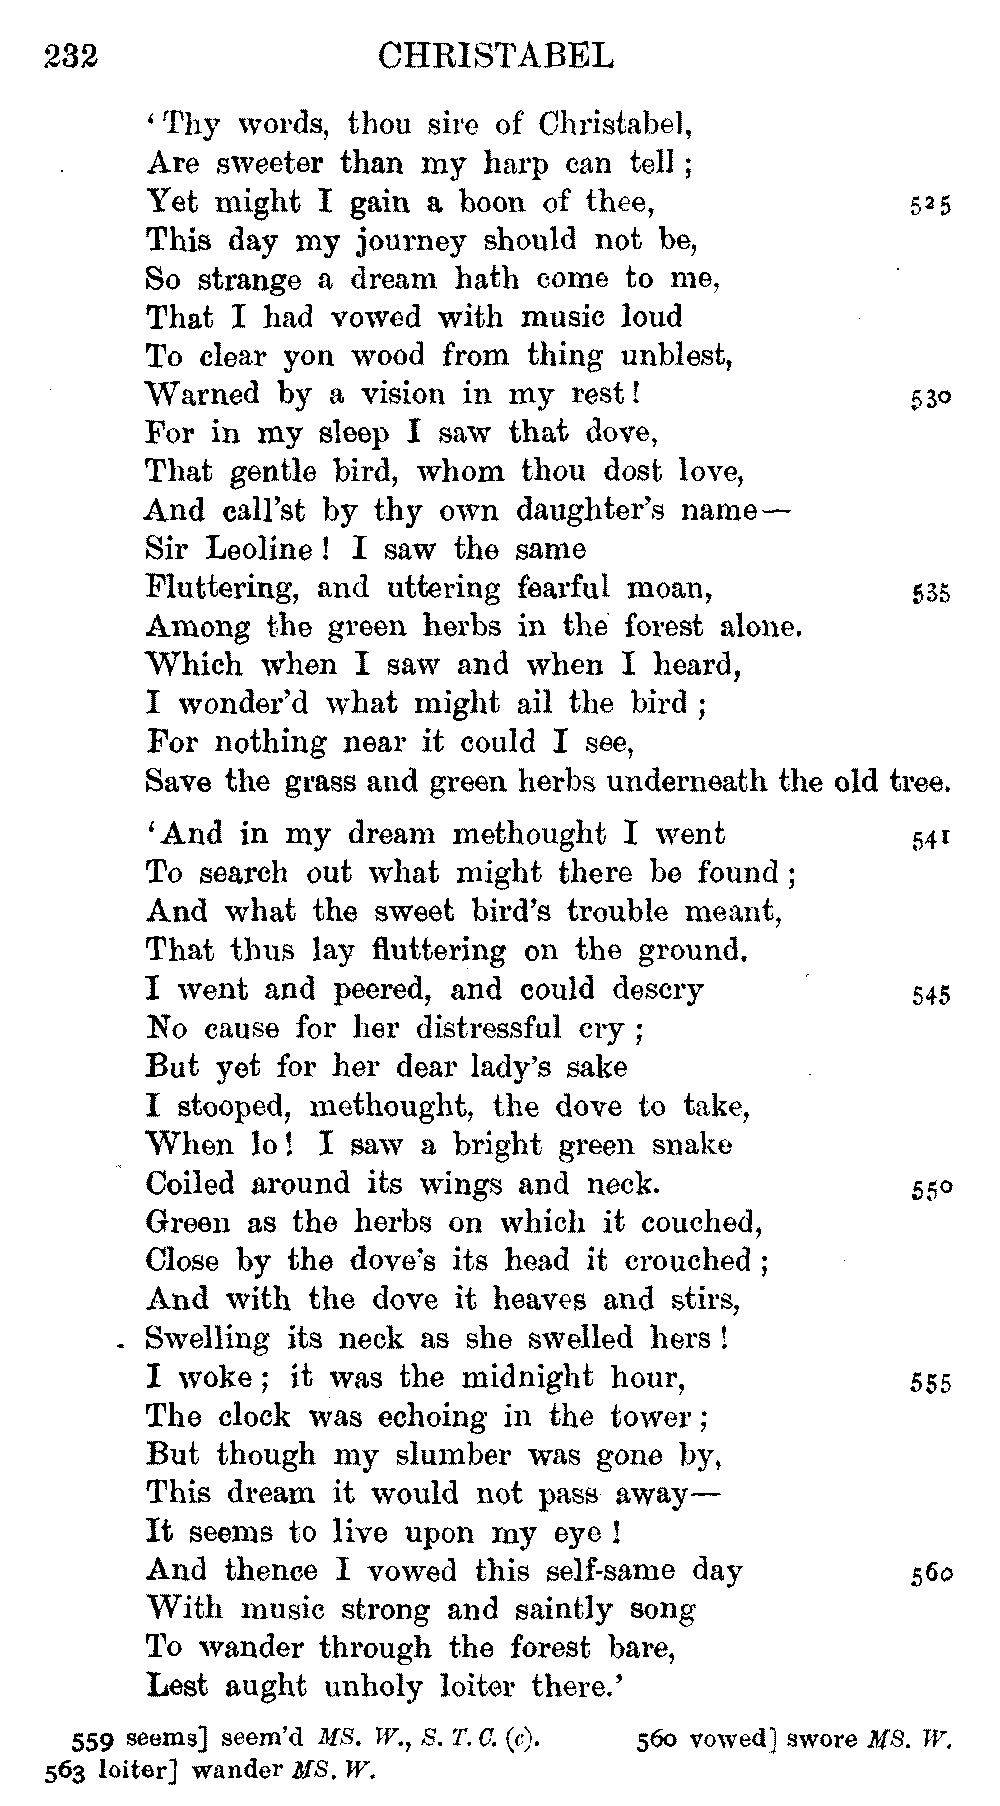 232 CHRISTABEL
‘Thy words, thou sire of Christabel,
Are sweeter than my harp can tell ;
Yet might I gain a boon of thee, 525
This day my journey should not be,
So strange a dream hath come to me,
That I had vowed with music loud
To clear yon wood from thing unblest,
Warned by a vision in my rest ! 530
For in my sleep I saw that dove,
That gentle bird, whom thou dost love,
And call’st by thy own daughter’s name—
Sir Leoline ! I saw the same
Fluttering, and uttering fearful moan, 535
Among the green herbs in the forest alone.
Which when I saw and when I heard,
I wonder’d what might ail the bird ;
For nothing near it could I see,
Save the grass and green herbs underneath the old tree.
‘And in my dream methought I went 541
To search out what might there be found ;
And what the sweet bird’s trouble meant,
That thus lay fluttering on the ground.
I went and peered, and could descry 545
No cause for her distressful cry ;
But yet for her dear lady’s sake
I stooped, methought, the dove to take,
When lo ! I saw a bright green snake
Coiled around its wings and neck. 550
Green as the herbs on which it couched,
Close by the dove’s its head it crouched ;
And with the dove it heaves and stirs,
Swelling its neck as she swelled hers !
I woke ; it was the midnight hour, 555
The clock was echoing in the tower ;
But though my slumber was gone by,
This dream it would not pass away—
It seems to live upon my eye !
And thence I vowed this self-same day 560
With music strong and saintly song
To wander through the forest bare,
Lest aught unholy loiter there.’
559 seems] seem’d MS. W., S. T. C. (c). 560 vowed] swore MS. W.
563 loiter] wander MS. W.